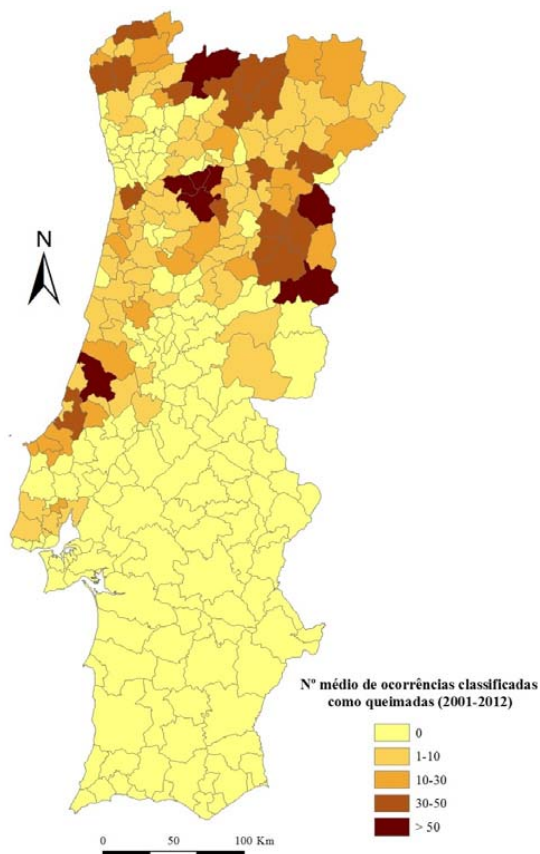 N
Nº médio de ocorrências classificadas
como queimadas (2001-2012)
0
1-10
10-30
30-50
> 50
0 50 100 Km